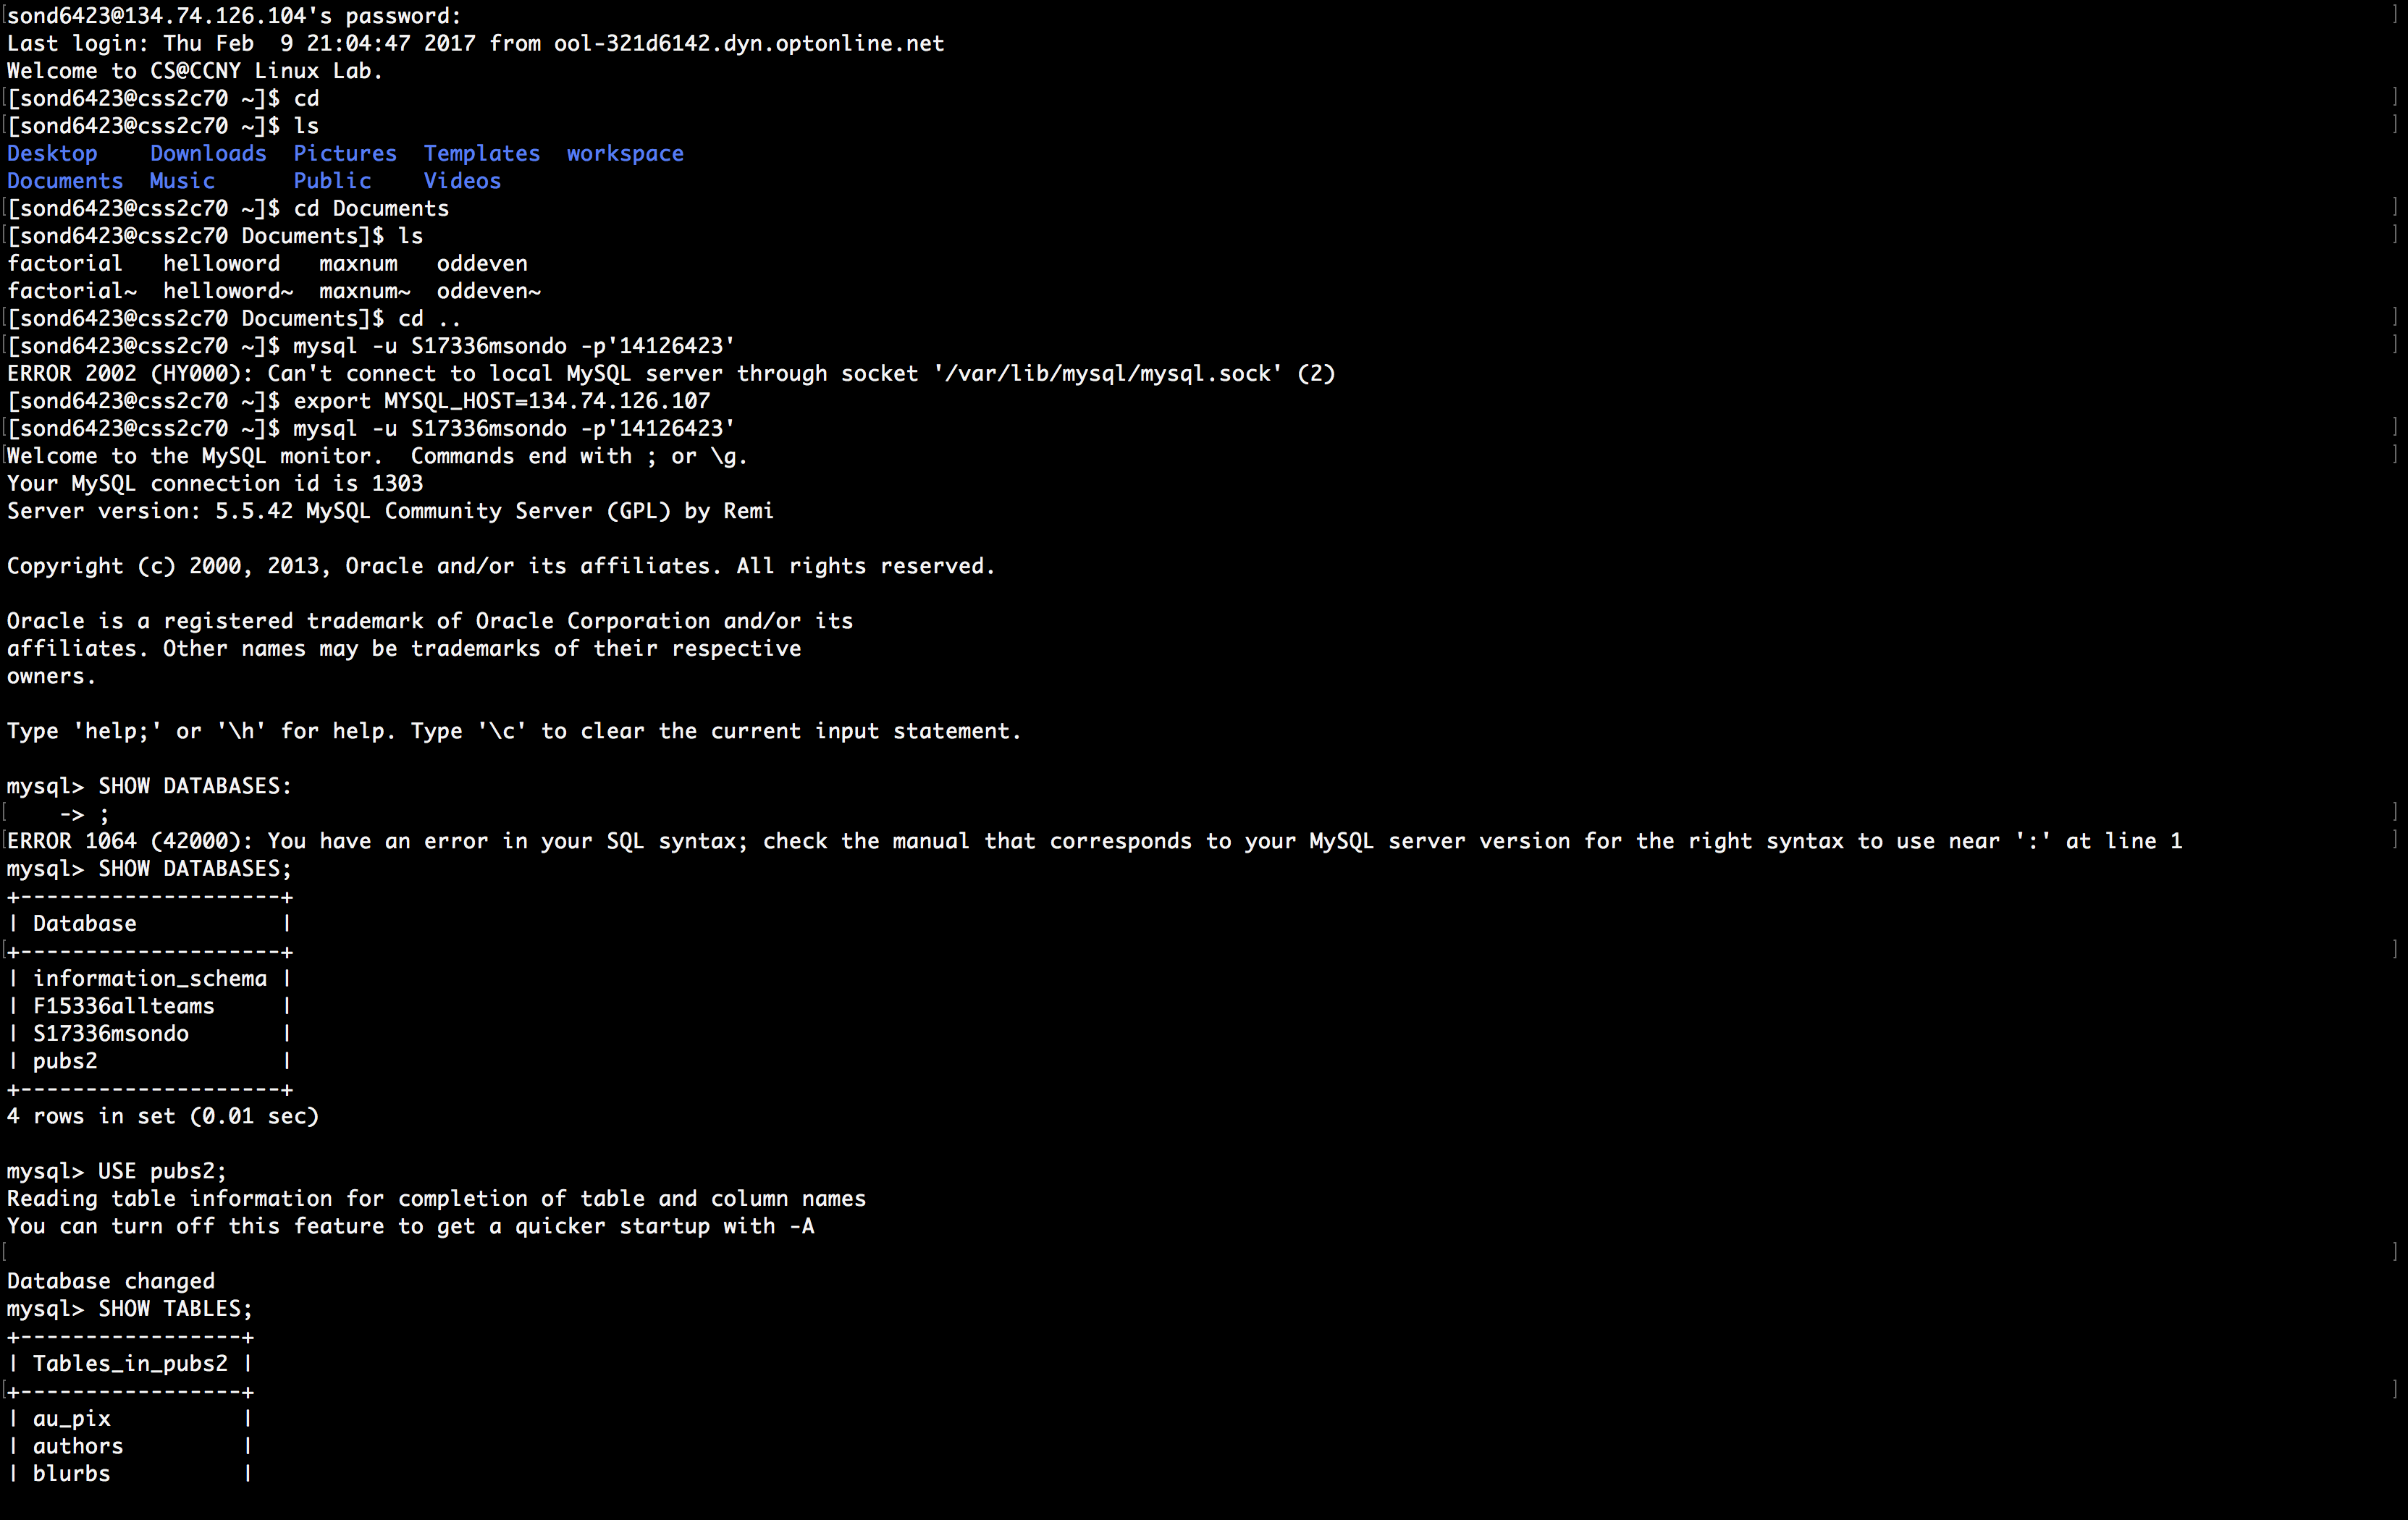 [sond6423@134.74.126.104's password: ]
Last login: Thu Feb  9 21:04:47 2017 from ool-321d6142.dyn.optonline.net
Welcome to CS@CCNY Linux Lab.
[[sond6423@css2c70 ~]$ cd ]
[[sond6423@css2c70 ~]$ ls ]
Desktop    Downloads  Pictures  Templates  workspace
Documents  Music      Public    Videos
[[sond6423@css2c70 ~]$ cd Documents ]
[[sond6423@css2c70 Documents]$ ls ]
factorial   helloword   maxnum   oddeven
factorial~  helloword~  maxnum~  oddeven~
[[sond6423@css2c70 Documents]$ cd .. ]
[[sond6423@css2c70 ~]$ mysql -u S17336msondo -p'14126423' ]
ERROR 2002 (HY000): Can't connect to local MySQL server through socket '/var/lib/mysql/mysql.sock' (2)
[sond6423@css2c70 ~]$ export MYSQL_HOST=134.74.126.107
[[sond6423@css2c70 ~]$ mysql -u S17336msondo -p'14126423' ]
[Welcome to the MySQL monitor.  Commands end with ; or \g. ]
Your MySQL connection id is 1303
Server version: 5.5.42 MySQL Community Server (GPL) by Remi

Copyright (c) 2000, 2013, Oracle and/or its affiliates. All rights reserved.

Oracle is a registered trademark of Oracle Corporation and/or its
affiliates. Other names may be trademarks of their respective
owners.

Type 'help;' or '\h' for help. Type '\c' to clear the current input statement.

mysql> SHOW DATABASES:
[    -> ; ]
[ERROR 1064 (42000): You have an error in your SQL syntax; check the manual that corresponds to your MySQL server version for the right syntax to use near ':' at line 1 ]
mysql> SHOW DATABASES;
+--------------------+
| Database           |
[+--------------------+ ]
| information_schema |
| F15336allteams     |
| S17336msondo       |
| pubs2              |
+--------------------+
4 rows in set (0.01 sec)

mysql> USE pubs2;
Reading table information for completion of table and column names
You can turn off this feature to get a quicker startup with -A
[ ]
Database changed
mysql> SHOW TABLES;
+-----------------+
| Tables_in_pubs2 |
[+-----------------+ ]
| au_pix          |
| authors         |
| blurbs          |